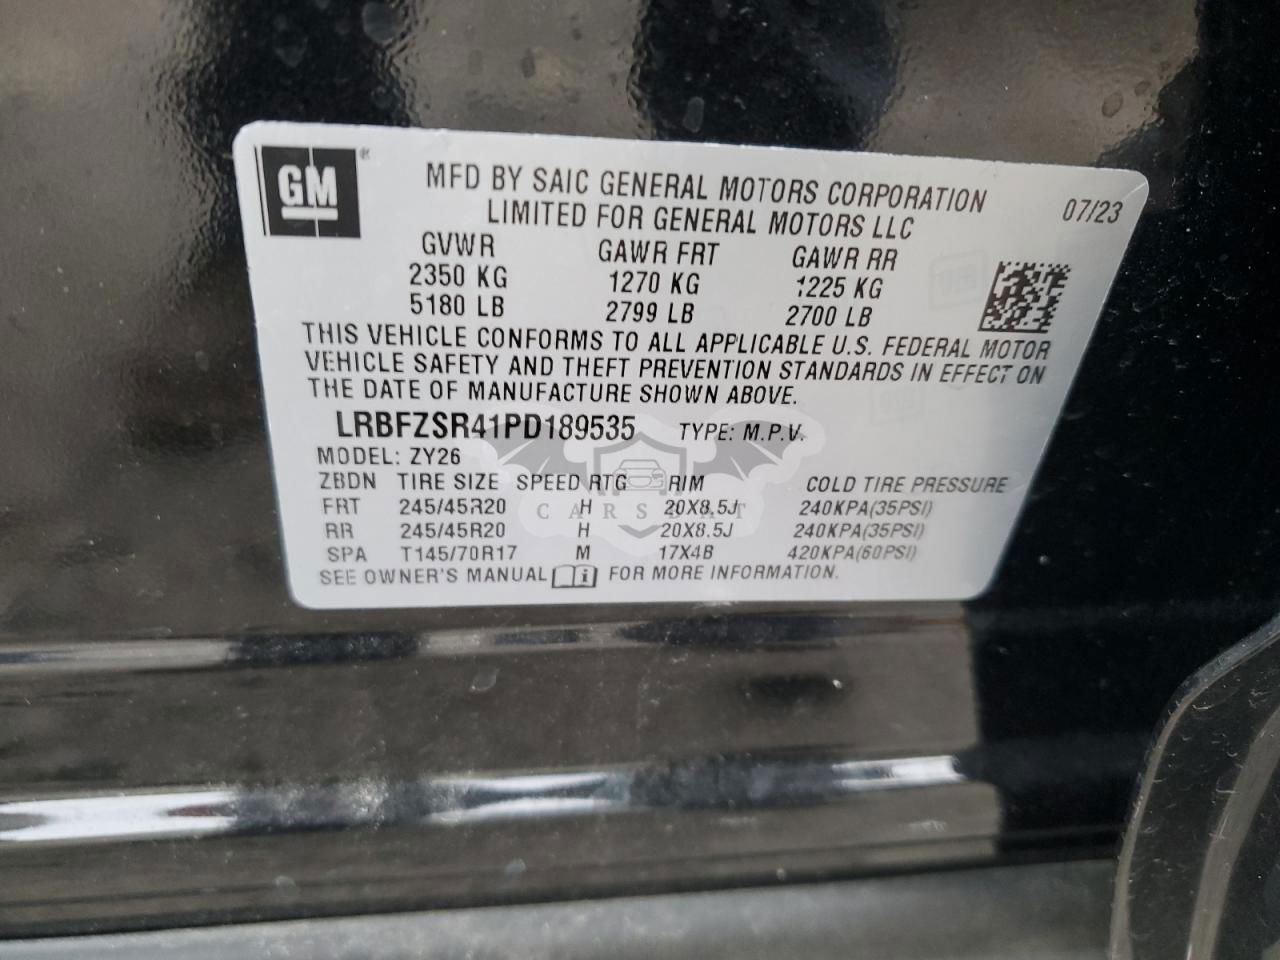 GM®
MFD BY SAIC GENERAL MOTORS CORPORATION
LIMITED FOR GENERAL MOTORS LLC
07/23
GVWR GAWR FRT GAWR RR
2350 KG 1270 KG 1225 KG
5180 LB 2799 LB 2700 LB
THIS VEHICLE CONFORMS TO ALL APPLICABLE U.S. FEDERAL MOTOR
VEHICLE SAFETY AND THEFT PREVENTION STANDARDS IN EFFECT ON
THE DATE OF MANUFACTURE SHOWN ABOVE.
LRBFZSR41PD189535 TYPE: M.P.V.
MODEL: ZY26
ZBDN TIRE SIZE SPEED RTG RIM COLD TIRE PRESSURE
FRT 245/45R20 H 20X8.5J 240KPA(35PSI)
CARSBAT
RR 245/45R20 H 20X8.5J 240KPA(35PSI)
SPA T145/70R17 M 17X4B 420KPA(60PSI)
SEE OWNER'S MANUAL i FOR MORE INFORMATION.